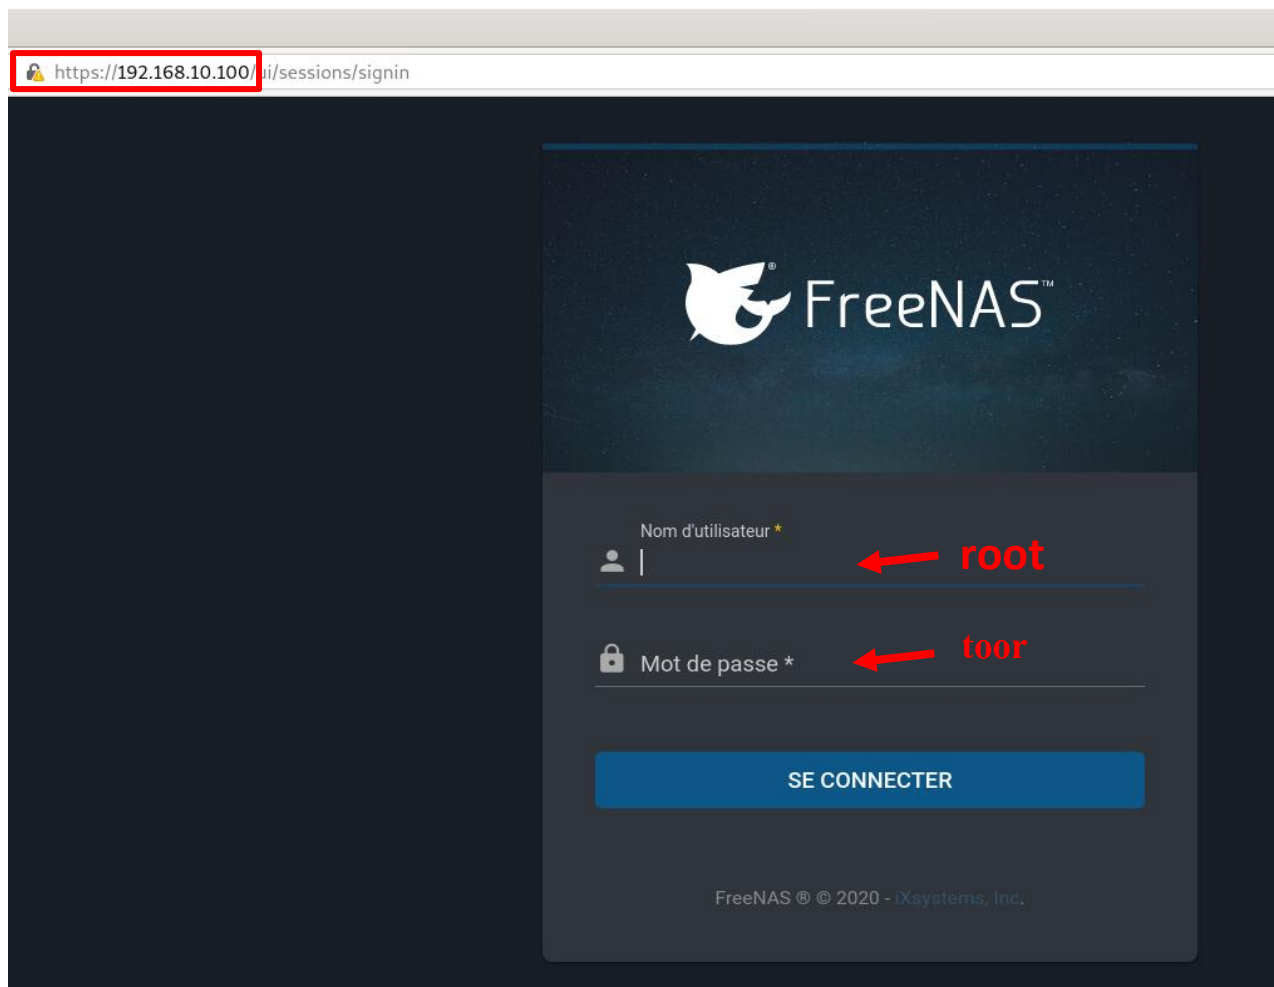 https://192.168.10.100/ui/sessions/signin
® FreeNAS™
Nom d'utilisateur *
root
Mot de passe *
toor
SE CONNECTER
FreeNAS ® © 2020 - iXsystems, Inc.